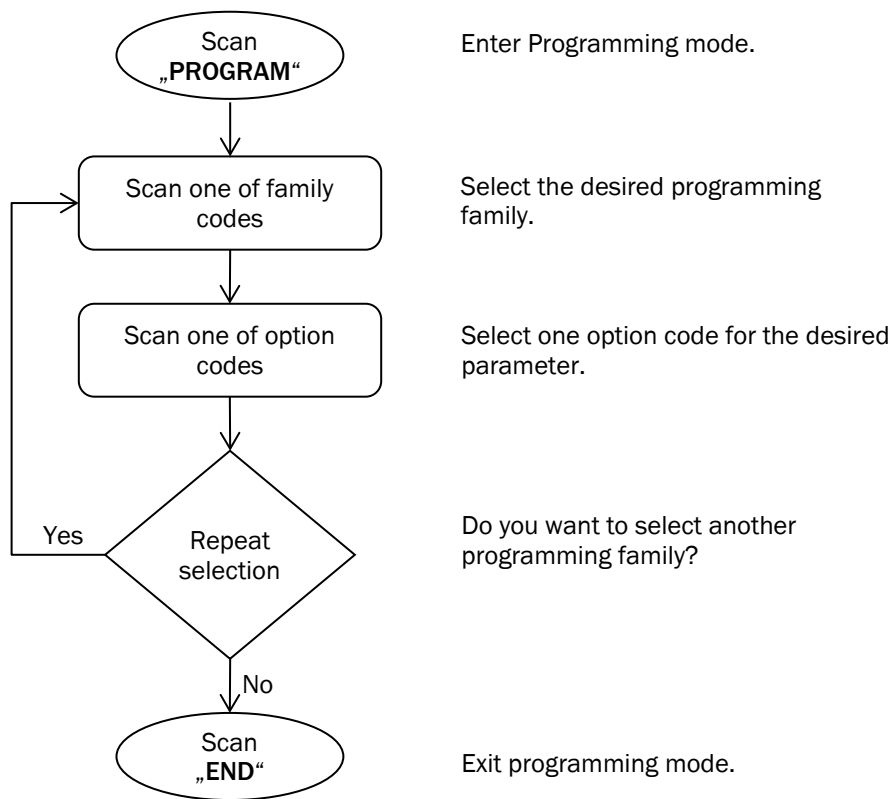 Scan
„PROGRAM“
Enter Programming mode.
Scan one of family
codes
Select the desired programming
family.
Scan one of option
codes
Select one option code for the desired
parameter.
Yes
Repeat
selection
Do you want to select another
programming family?
No
Scan
„END“
Exit programming mode.